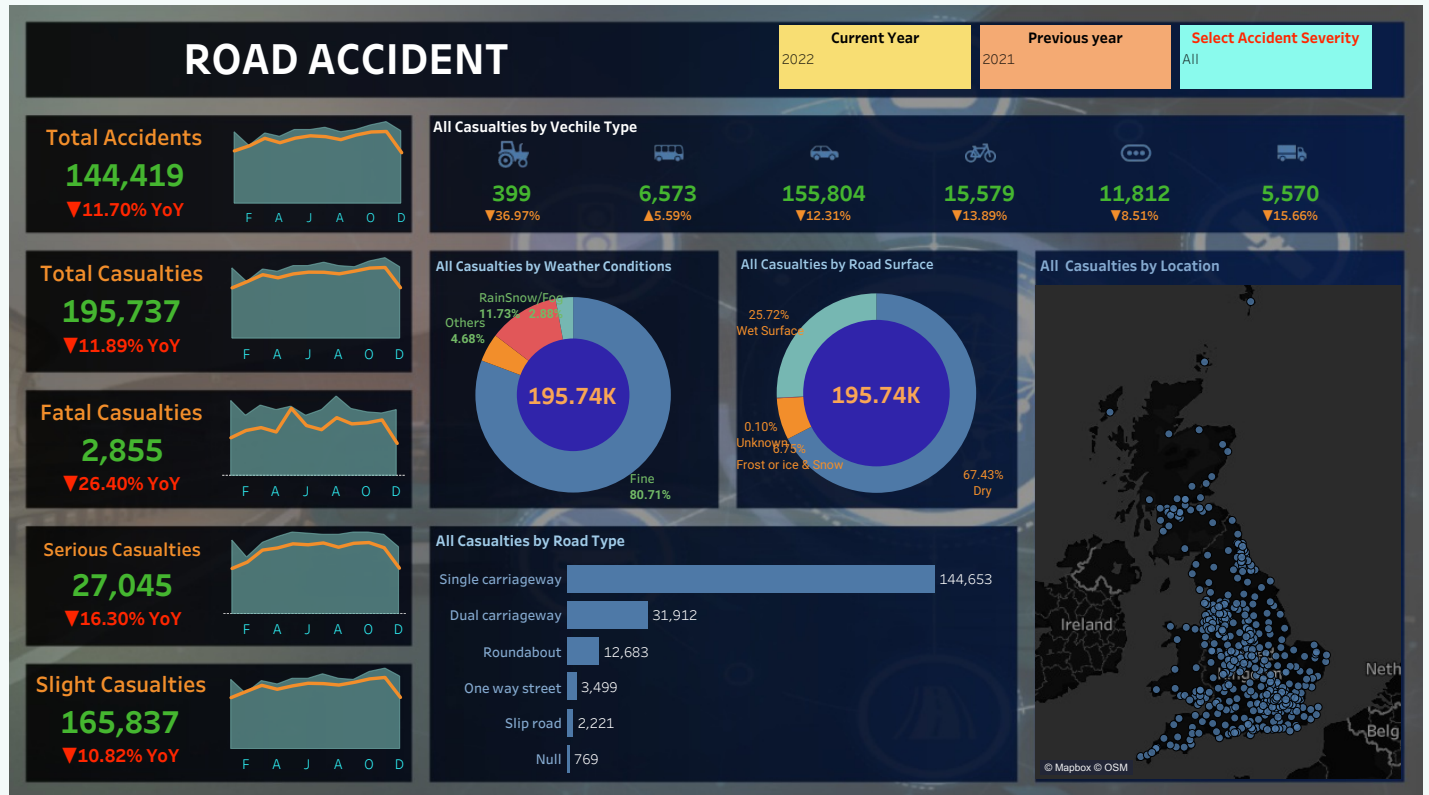 ROAD ACCIDENT
Current Year
2022
Previous year
2021
Select Accident Severity
All
Total Accidents
144,419
▼11.70% YoY
F A J A O D
Total Casualties
195,737
▼11.89% YoY
F A J A O D
Fatal Casualties
2,855
▼26.40% YoY
F A J A O D
Serious Casualties
27,045
▼16.30% YoY
F A J A O D
Slight Casualties
165,837
▼10.82% YoY
F A J A O D
All Casualties by Vechile Type
399 6,573 155,804 15,579 11,812 5,570
▼36.97% ▲5.59% ▼12.31% ▼13.89% ▼8.51% ▼15.66%
All Casualties by Weather Conditions
Rain
11.73%
Snow/Fog
2.88%
Others
4.68%
195.74K
Fine
80.71%
All Casualties by Road Surface
25.72%
Wet Surface
195.74K
0.10%
Unknown
6.75%
Frost or ice & Snow
67.43%
Dry
All Casualties by Road Type
Single carriageway 144,653
Dual carriageway 31,912
Roundabout 12,683
One way street 3,499
Slip road 2,221
Null 769
All Casualties by Location
Ireland
Neth
Belg
© Mapbox © OSM